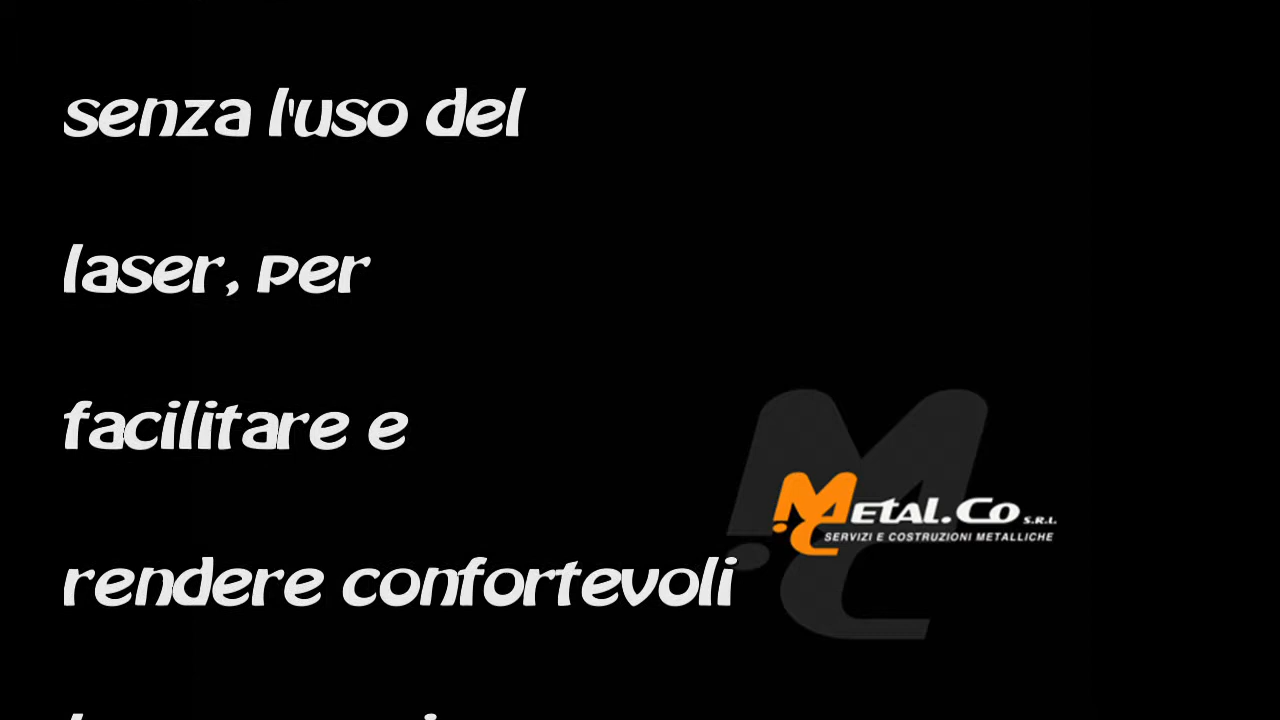 senza l'uso del
laser, per
facilitare e
METAL.CO S.R.L.
SERVIZI E COSTRUZIONI METALLICHE
rendere confortevoli